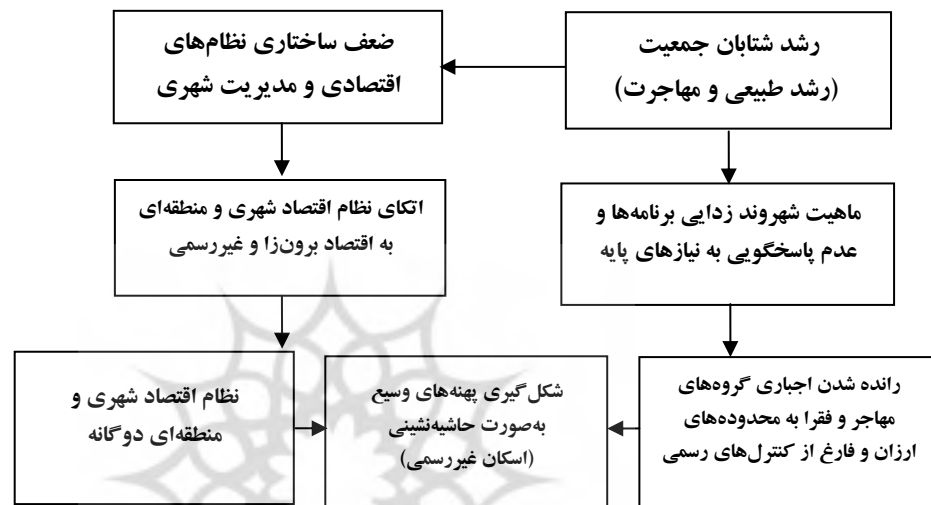 رشد شتابان جمعیت
(رشد طبیعی و مهاجرت)
ضعف ساختاری نظام‌های
اقتصادی و مدیریت شهری
ماهیت شهروند زدایی برنامه‌ها و
عدم پاسخگویی به نیازهای پایه
اتکای نظام اقتصاد شهری و منطقه‌ای
به اقتصاد برون‌زا و غیررسمی
رانده شدن اجباری گروه‌های
مهاجر و فقرا به محدوده‌های
ارزان و فارغ از کنترل‌های رسمی
شکل‌گیری پهنه‌های وسیع
به‌صورت حاشیه‌نشینی
(اسکان غیررسمی)
نظام اقتصاد شهری و
منطقه‌ای دوگانه